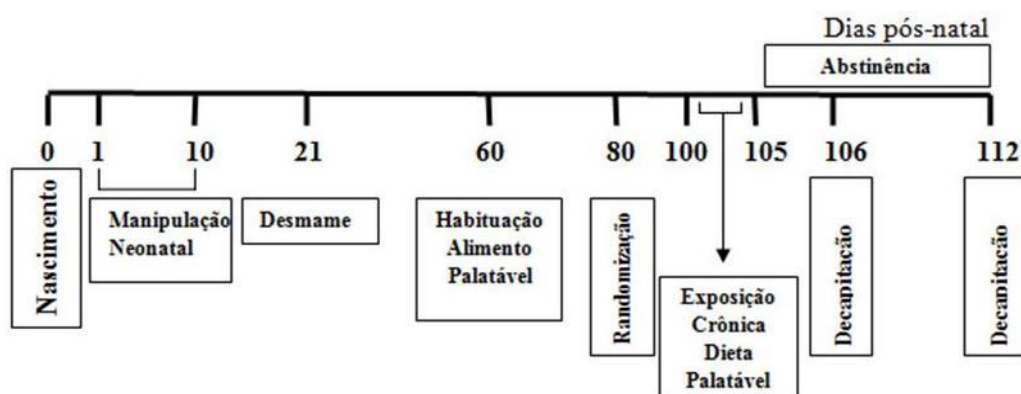 Dias pós-natal
Abstinência
0 1 10 21 60 80 100 105 106 112
Nascimento
Manipulação
Neonatal
Desmame
Habituação
Alimento
Palatável
Randomização
Exposição
Crônica
Dieta
Palatável
Decapitação
Decapitação